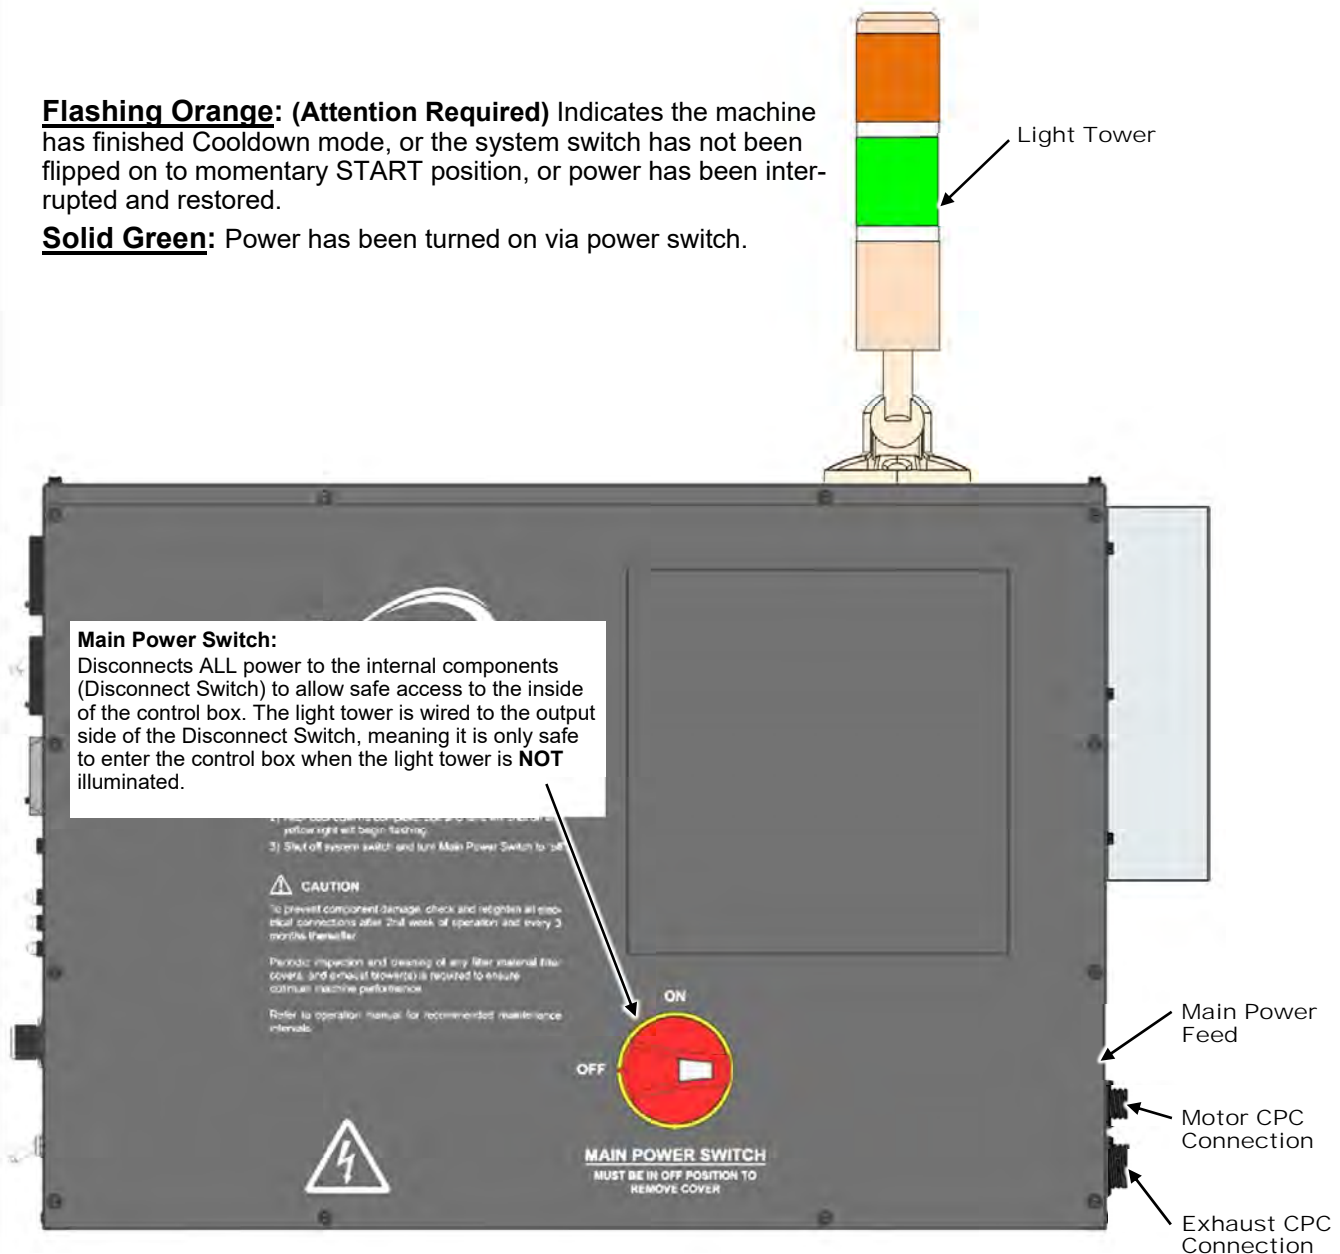 Flashing Orange: (Attention Required) Indicates the machine
has finished Cooldown mode, or the system switch has not been
flipped on to momentary START position, or power has been inter-
rupted and restored.
Solid Green: Power has been turned on via power switch.
Light Tower
Main Power Switch:
Disconnects ALL power to the internal components
(Disconnect Switch) to allow safe access to the inside
of the control box. The light tower is wired to the output
side of the Disconnect Switch, meaning it is only safe
to enter the control box when the light tower is NOT
illuminated.
yellow light will begin flashing.
3) Shut off system switch and turn Main Power Switch to "off"
CAUTION
To prevent component damage, check and retighten all elec-
trical connections after 2nd week of operation and every 3
months thereafter.
Periodic inspection and cleaning of any filter material filter
covers, and exhaust blower(s) is required to ensure
optimum machine performance.
Refer to operation manual for recommended maintenance
intervals.
ON
OFF
MAIN POWER SWITCH
MUST BE IN OFF POSITION TO
REMOVE COVER
Main Power
Feed
Motor CPC
Connection
Exhaust CPC
Connection